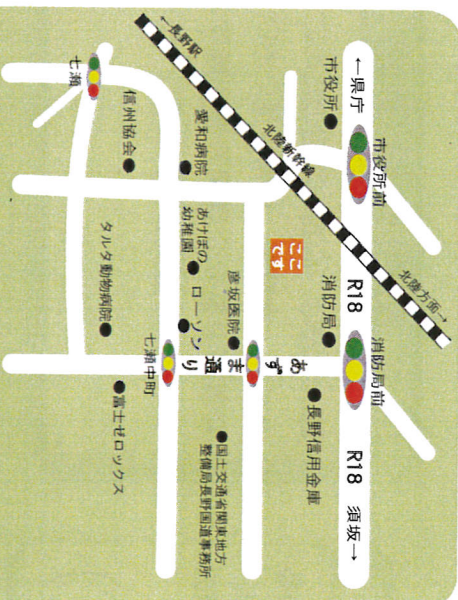 ←長野駅
北陸新幹線
北陸方面→
←県庁
市役所
市役所前
R18
消防局
消防局前
R18
須坂→
七瀬
信州協会
愛和病院
あけぼの
幼稚園
ここ
です
彦坂医院
ローソン
あずま通り
長野信用金庫
七瀬中町
タルタ動物病院
富士ゼロックス
国土交通省関東地方
整備局長野国道事務所